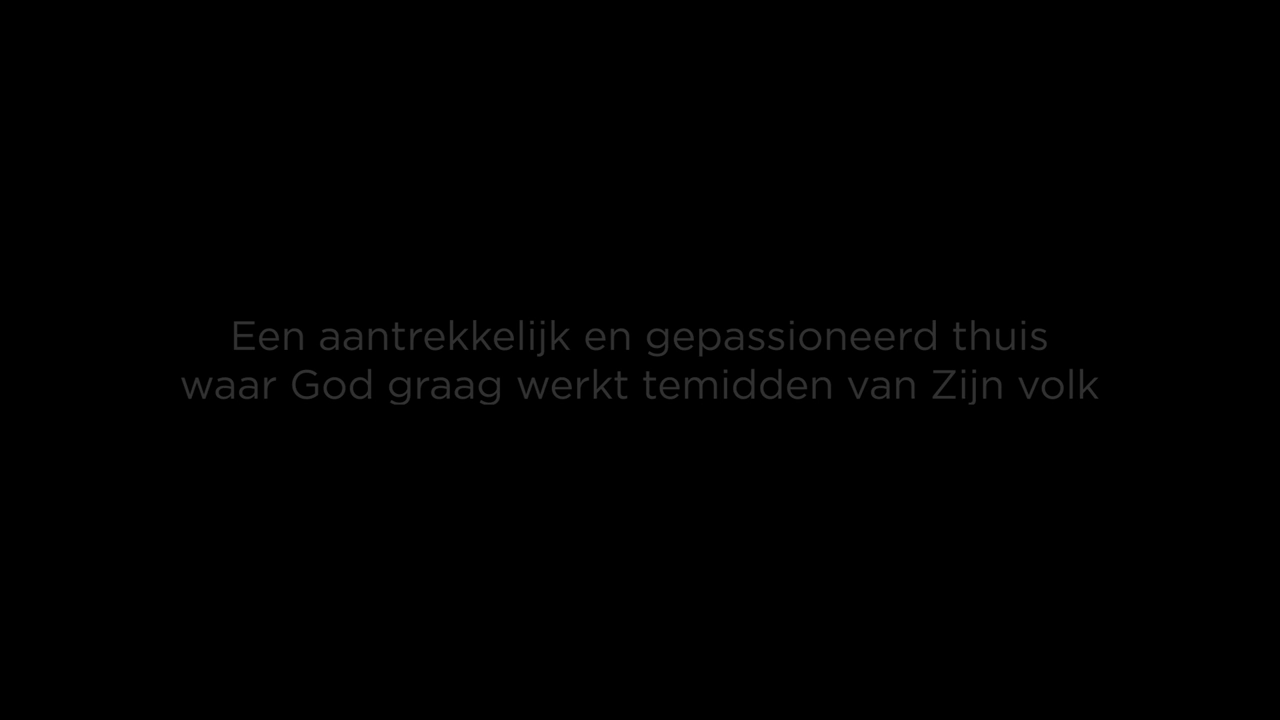 Een aantrekkelijk en gepassioneerd thuis
waar God graag werkt temidden van Zijn volk